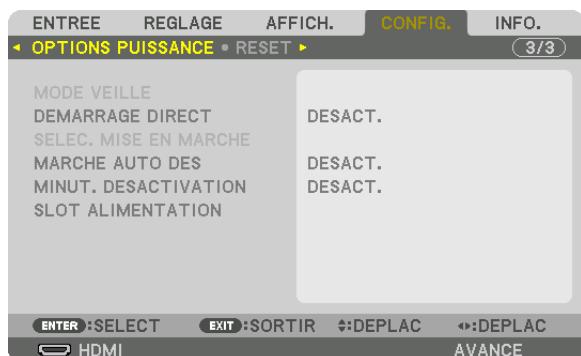 ENTREE REGLAGE AFFICH. CONFIG. INFO.
OPTIONS PUISSANCE • RESET 3/3
MODE VEILLE
DEMARRAGE DIRECT DESACT.
SELEC. MISE EN MARCHE
MARCHE AUTO DES DESACT.
MINUT. DESACTIVATION DESACT.
SLOT ALIMENTATION
ENTER :SELECT EXIT :SORTIR :DEPLAC :DEPLAC
HDMI AVANCE